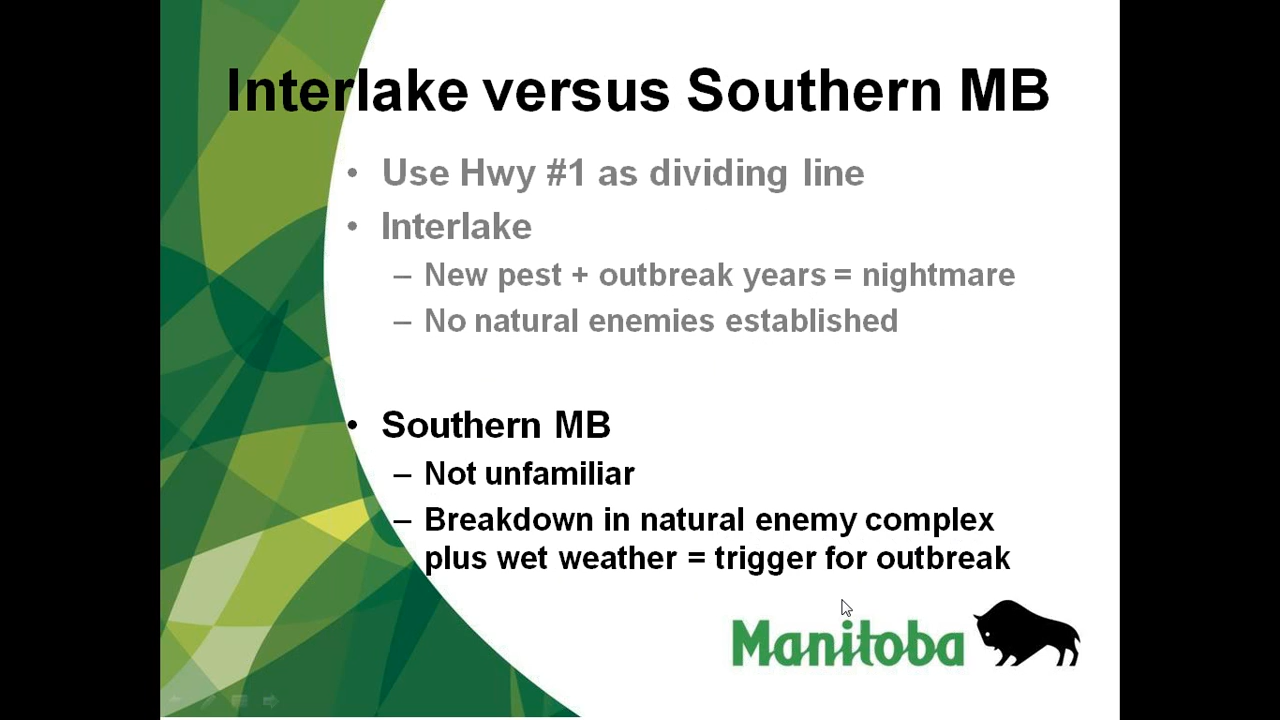 Interlake versus Southern MB
• Use Hwy #1 as dividing line
• Interlake
– New pest + outbreak years = nightmare
– No natural enemies established
• Southern MB
– Not unfamiliar
– Breakdown in natural enemy complex
plus wet weather = trigger for outbreak
Manitoba